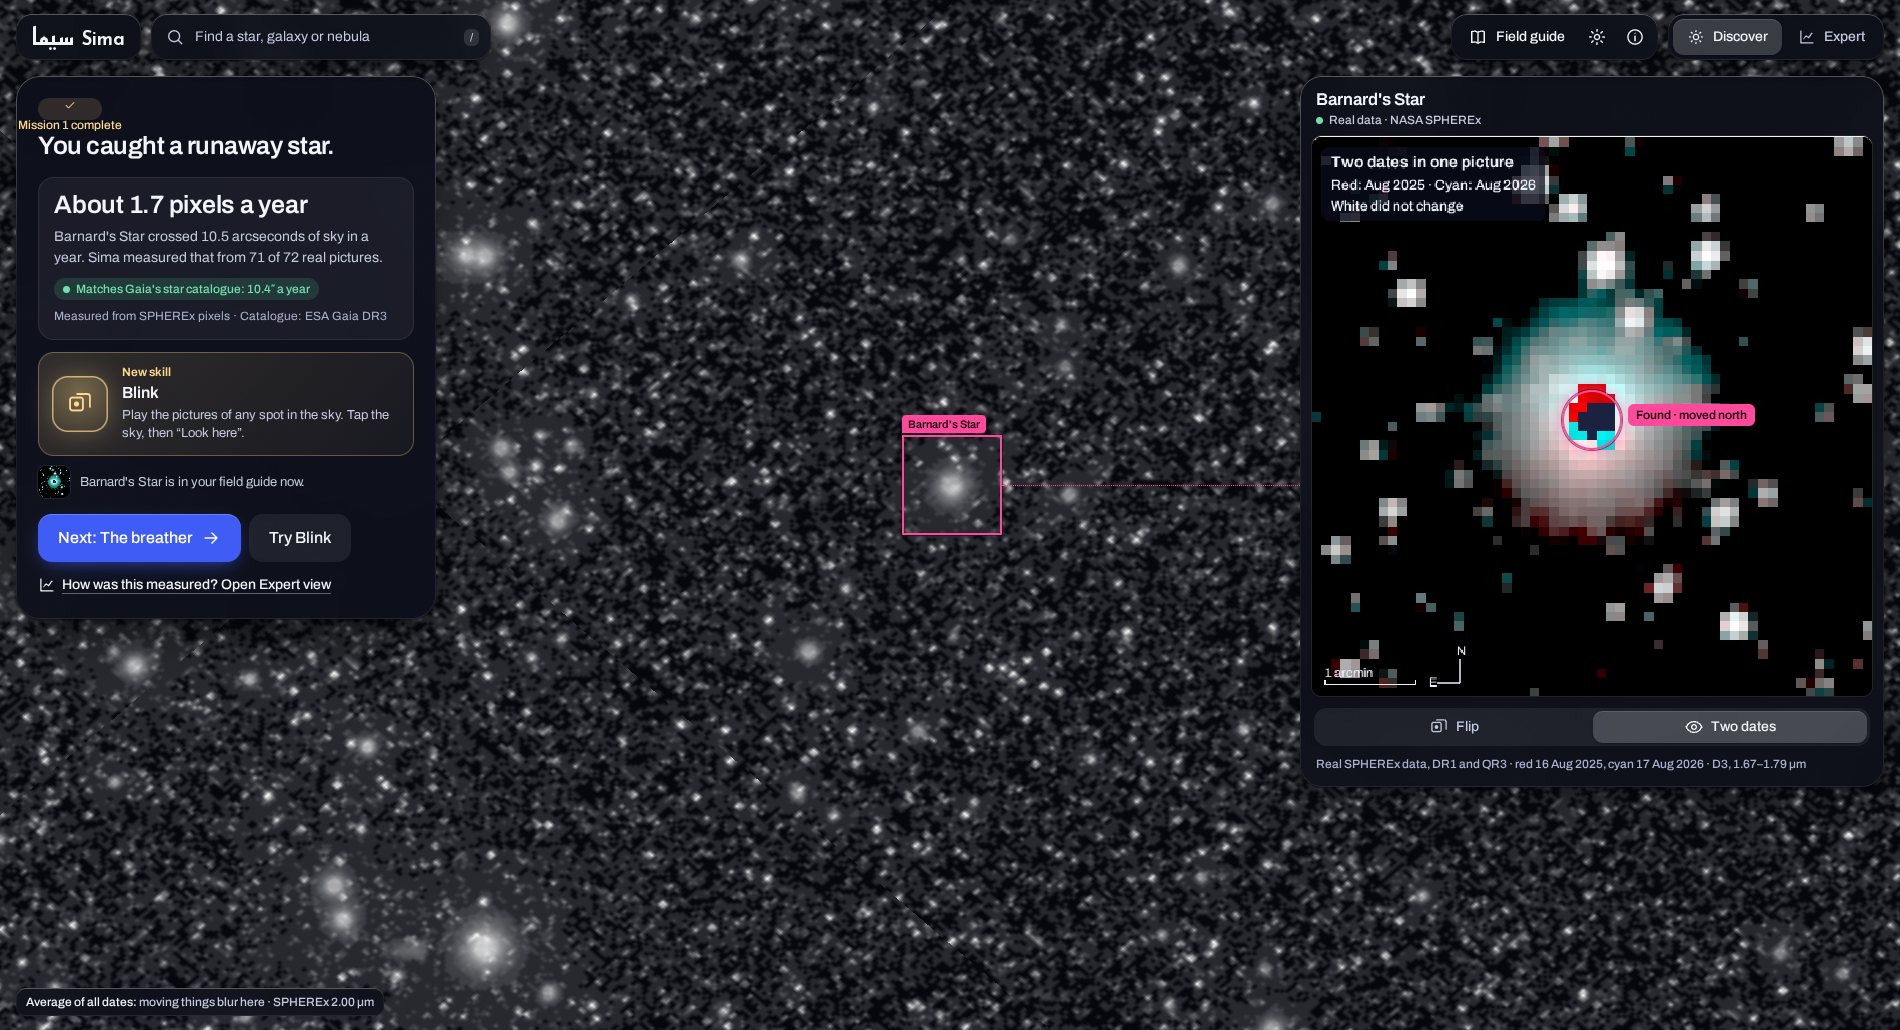 سيما Sima
Find a star, galaxy or nebula
/
Field guide
Discover
Expert
Mission 1 complete
You caught a runaway star.
About 1.7 pixels a year
Barnard's Star crossed 10.5 arcseconds of sky in a
year. Sima measured that from 71 of 72 real pictures.
Matches Gaia's star catalogue: 10.4″ a year
Measured from SPHEREx pixels · Catalogue: ESA Gaia DR3
New skill
Blink
Play the pictures of any spot in the sky. Tap the
sky, then “Look here”.
Barnard's Star is in your field guide now.
Next: The breather
Try Blink
How was this measured? Open Expert view
Barnard's Star
Barnard's Star
Real data · NASA SPHEREx
Two dates in one picture
Red: Aug 2025 · Cyan: Aug 2026
White did not change
Found · moved north
N
1 arcmin
E
Flip
Two dates
Real SPHEREx data, DR1 and QR3 · red 16 Aug 2025, cyan 17 Aug 2026 · D3, 1.67–1.79 µm
Average of all dates: moving things blur here · SPHEREx 2.00 µm